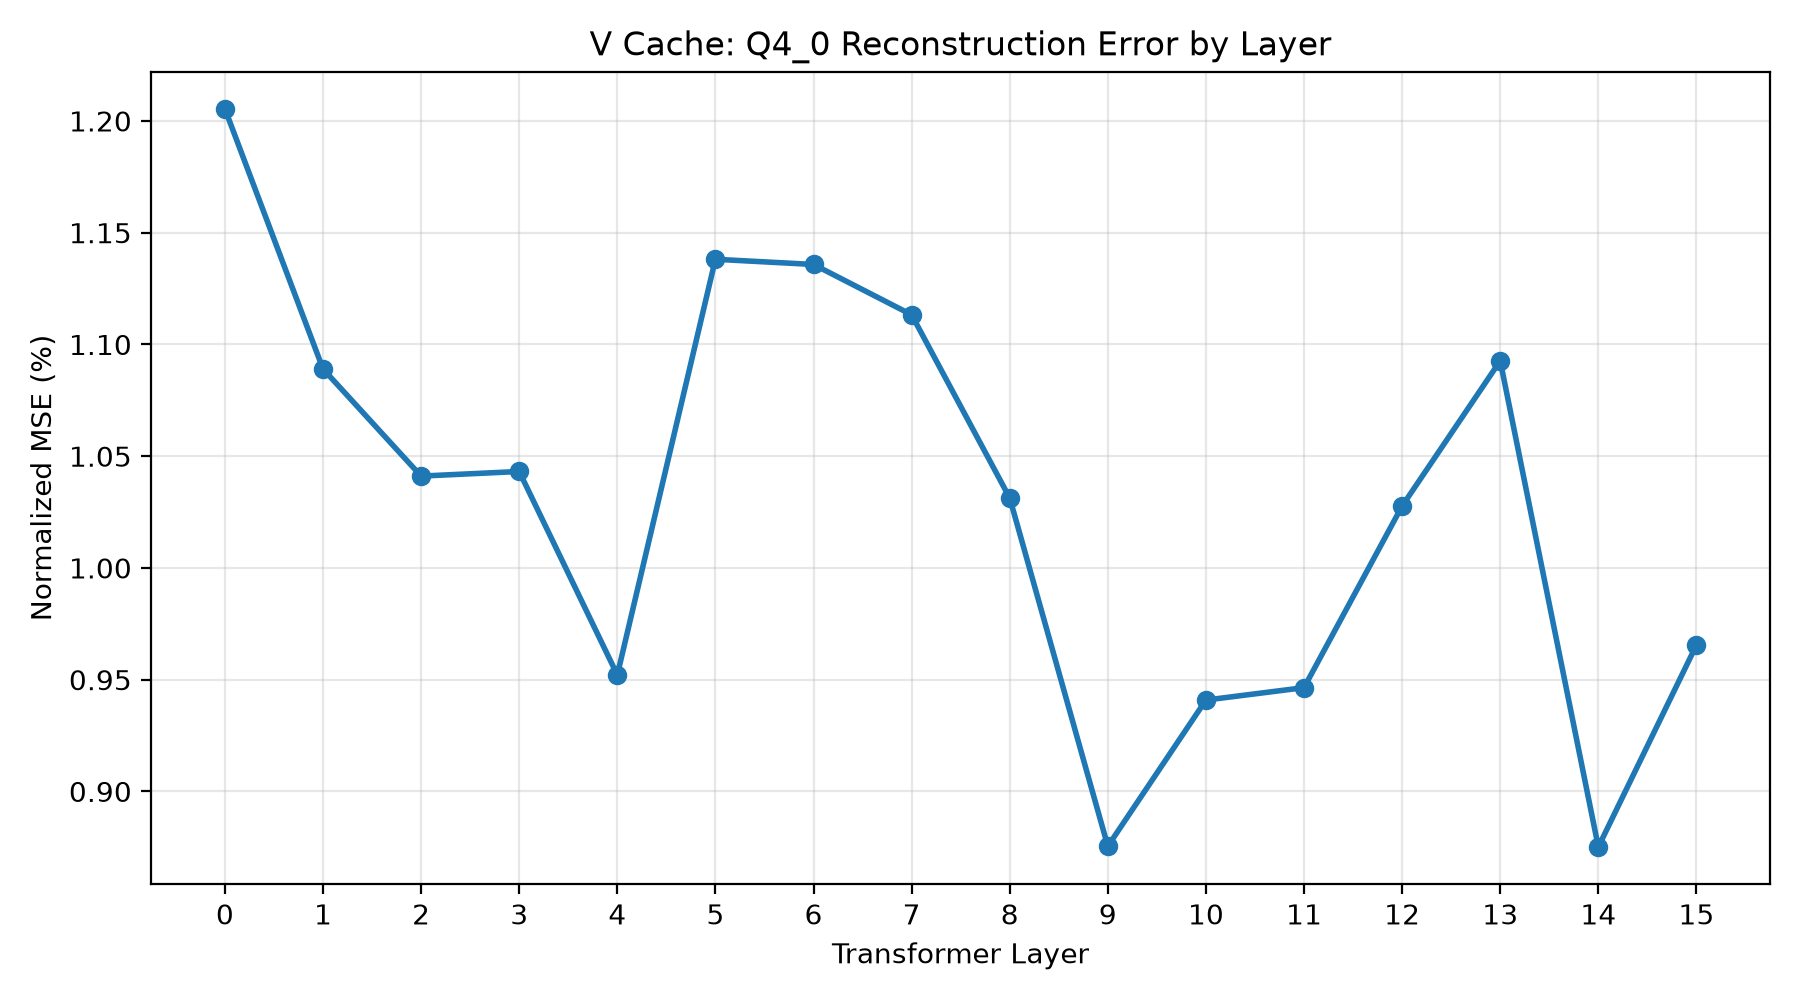 V Cache: Q4_0 Reconstruction Error by Layer
Normalized MSE (%)
1.20
1.15
1.10
1.05
1.00
0.95
0.90
0 1 2 3 4 5 6 7 8 9 10 11 12 13 14 15
Transformer Layer